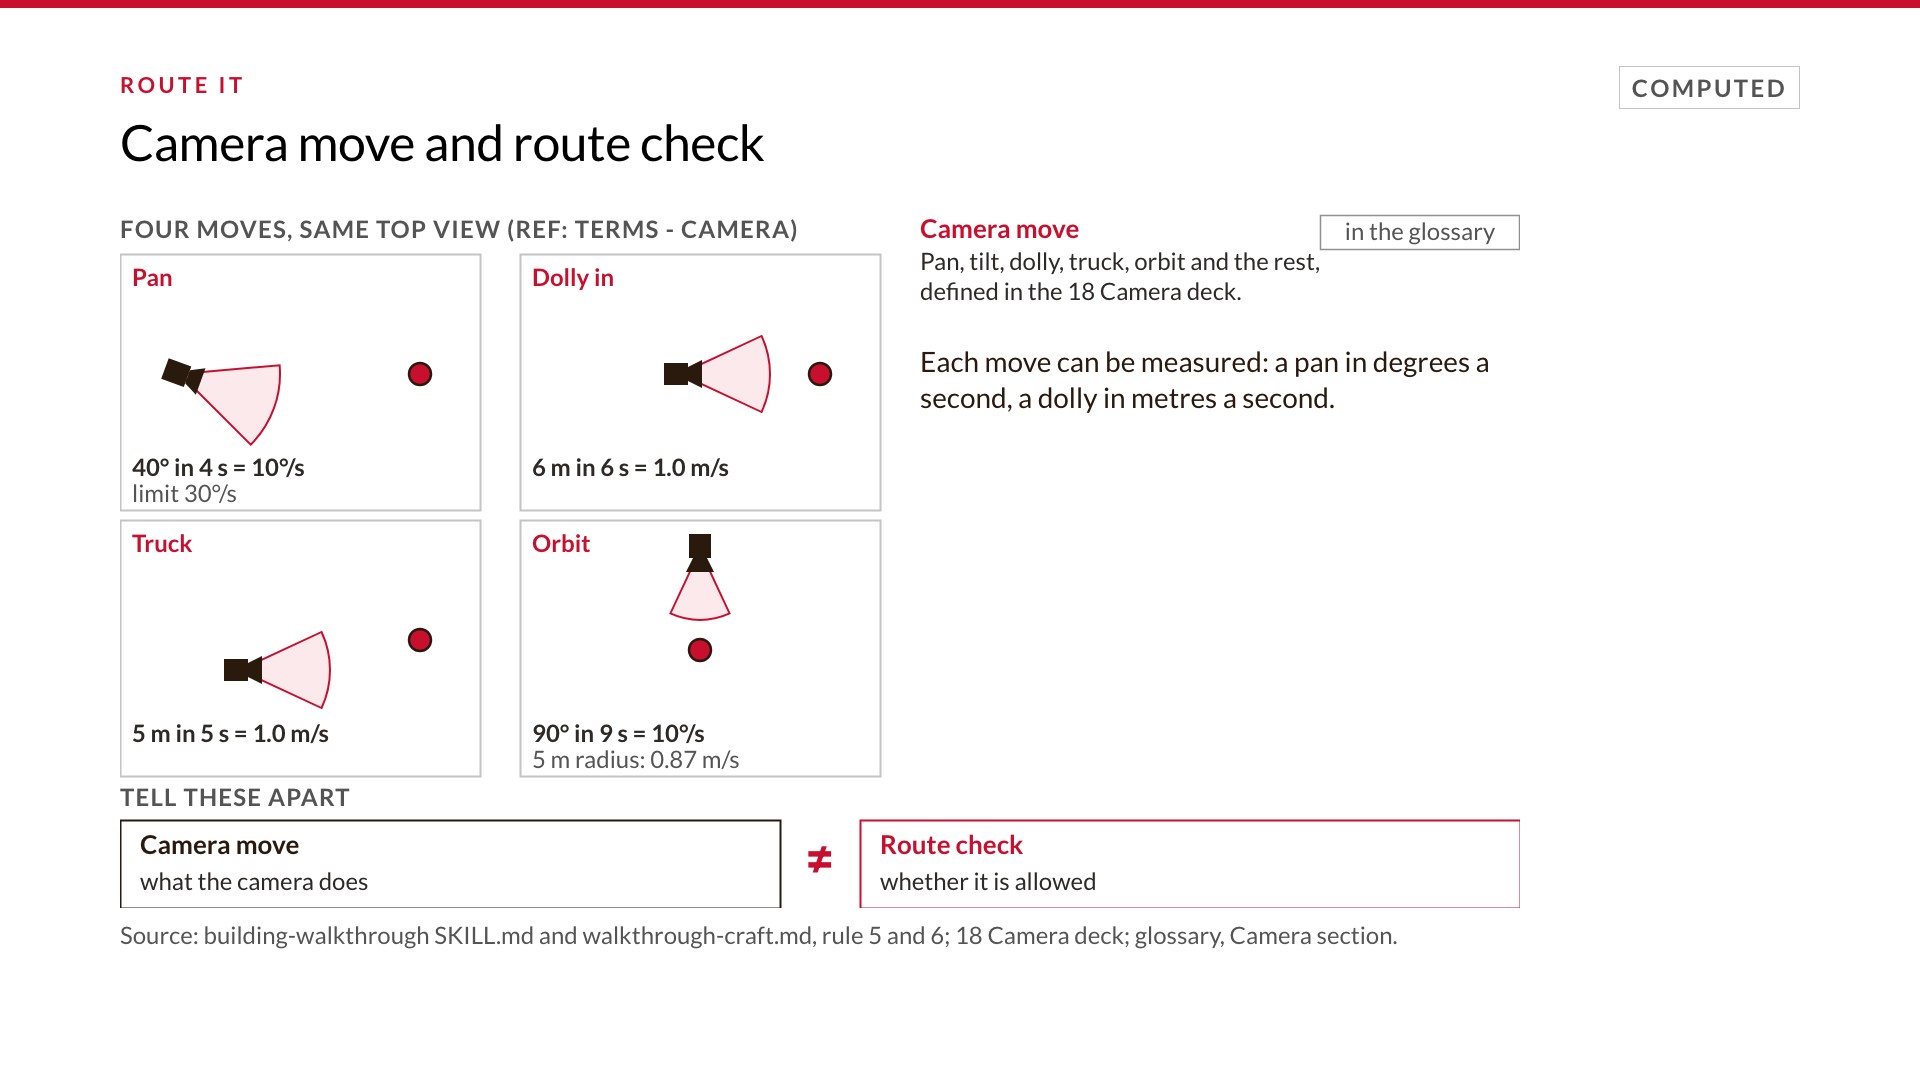 ROUTE IT
COMPUTED
Camera move and route check
FOUR MOVES, SAME TOP VIEW (REF: TERMS - CAMERA)
Pan
40° in 4 s = 10°/s
limit 30°/s
Dolly in
6 m in 6 s = 1.0 m/s
Truck
5 m in 5 s = 1.0 m/s
Orbit
90° in 9 s = 10°/s
5 m radius: 0.87 m/s
Camera move
in the glossary
Pan, tilt, dolly, truck, orbit and the rest,
defined in the 18 Camera deck.
Each move can be measured: a pan in degrees a
second, a dolly in metres a second.
TELL THESE APART
Camera move
what the camera does
≠
Route check
whether it is allowed
Source: building-walkthrough SKILL.md and walkthrough-craft.md, rule 5 and 6; 18 Camera deck; glossary, Camera section.